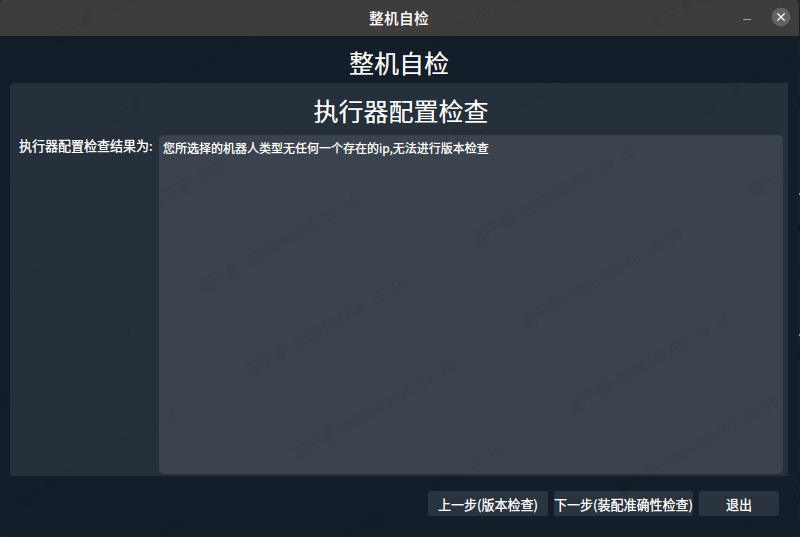 整机自检
整机自检
执行器配置检查
执行器配置检查结果为:
您所选择的机器人类型无任何一个存在的ip,无法进行版本检查
上一步(版本检查)
下一步(装配准确性检查)
退出